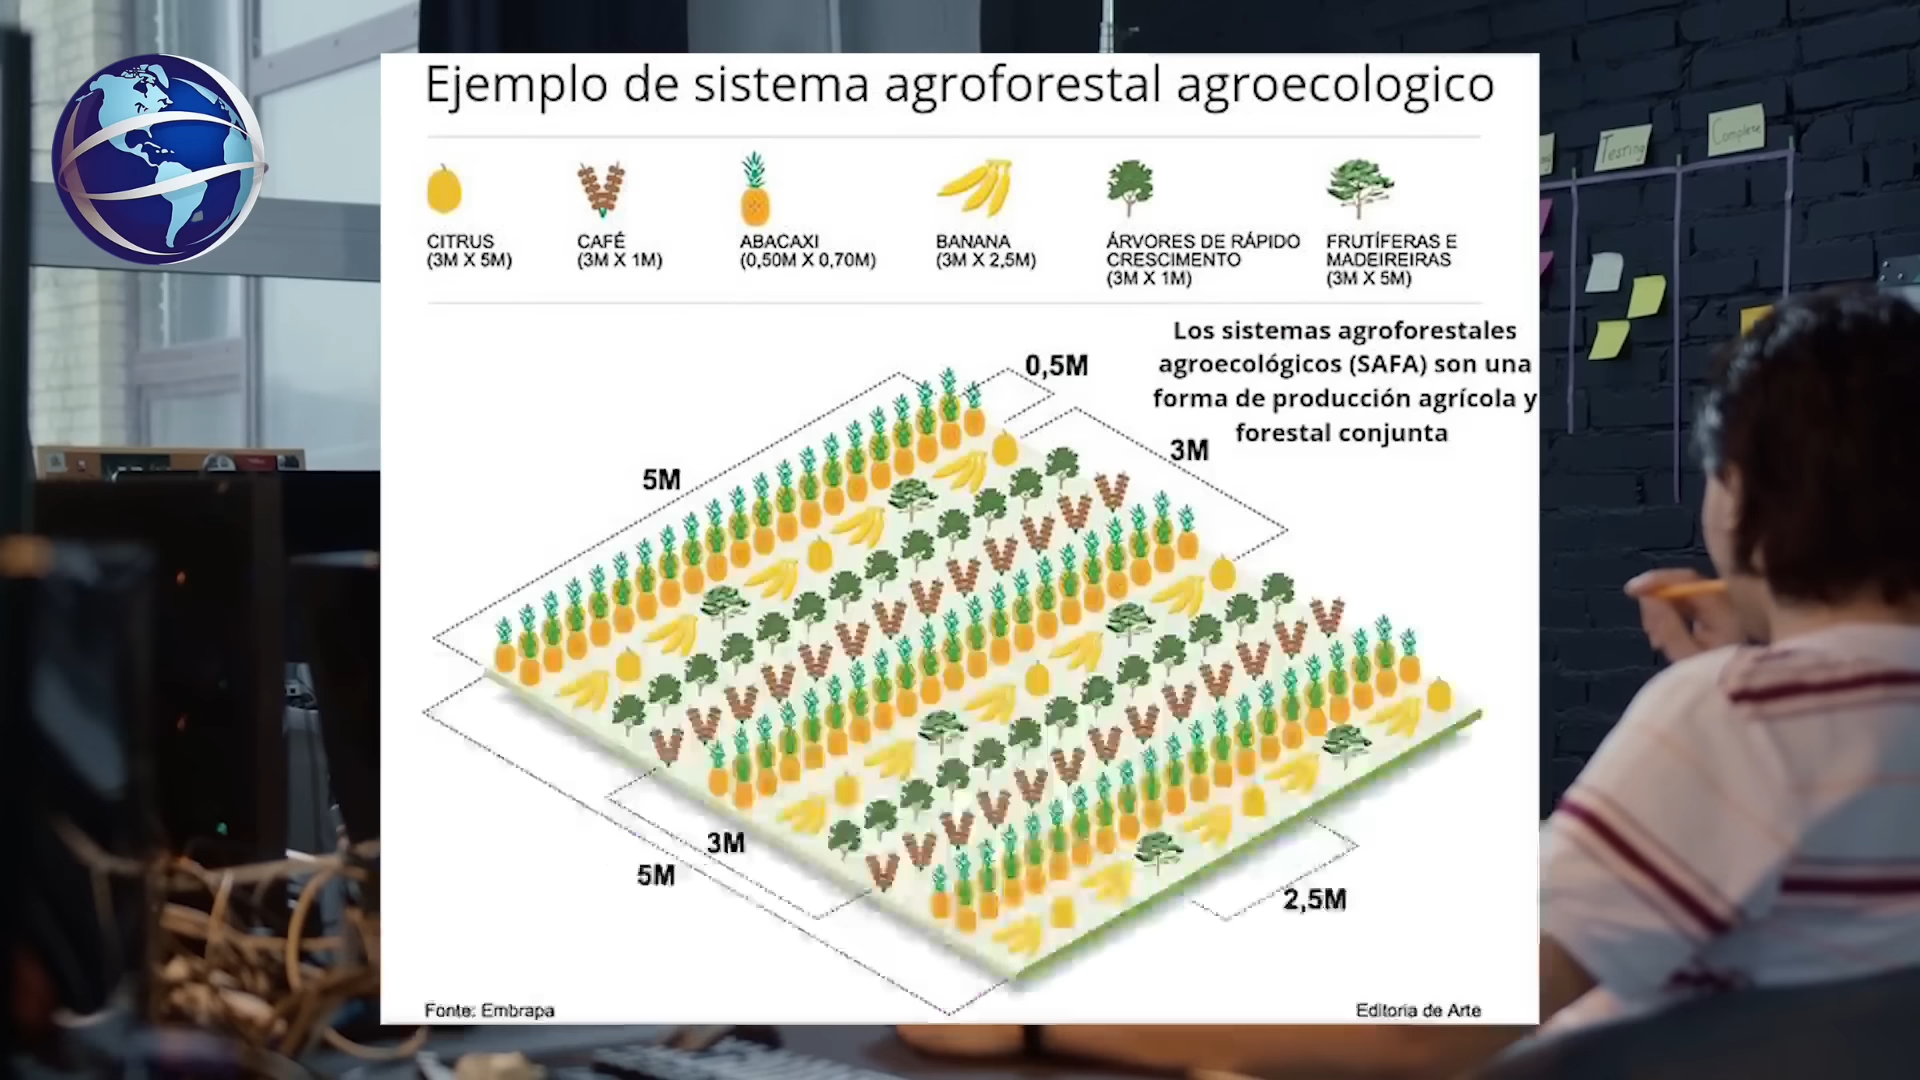 Ejemplo de sistema agroforestal agroecologico
CITRUS
(3M X 5M)
CAFÉ
(3M X 1M)
ABACAXI
(0,50M X 0,70M)
BANANA
(3M X 2,5M)
ÁRVORES DE RÁPIDO
CRESCIMENTO
(3M X 1M)
FRUTÍFERAS E
MADEIREIRAS
(3M X 5M)
Los sistemas agroforestales
agroecológicos (SAFA) son una
forma de producción agrícola y
forestal conjunta
0,5M
3M
5M
3M
5M
2,5M
Fonte: Embrapa
Editoria de Arte
Testing
Complete